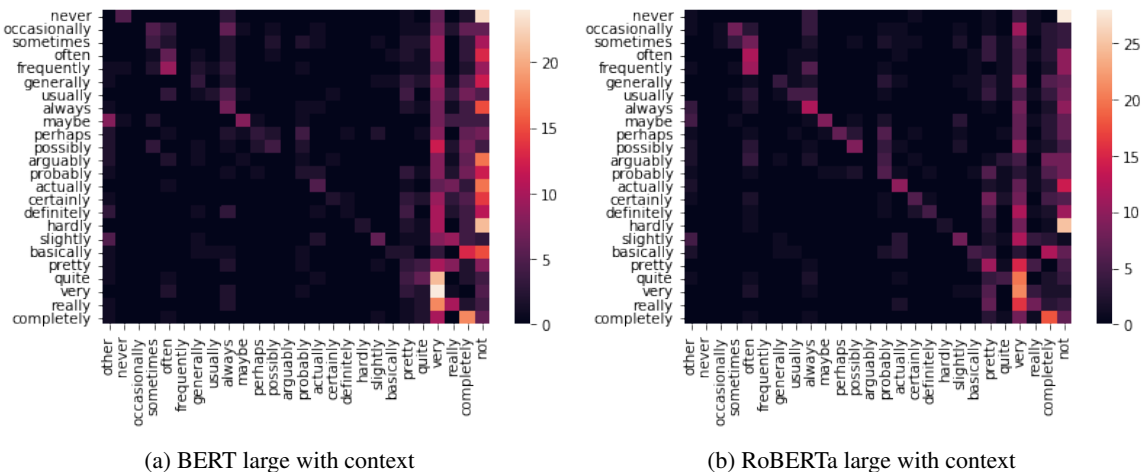 never
occasionally
sometimes
often
frequently
generally
usually
always
maybe
perhaps
possibly
arguably
probably
actually
certainly
definitely
hardly
slightly
basically
pretty
quite
very
really
completely
other
never
occasionally
sometimes
often
frequently
generally
usually
always
maybe
perhaps
possibly
arguably
probably
actually
certainly
definitely
hardly
slightly
basically
pretty
quite
very
really
completely
not
20
15
10
5
0
(a) BERT large with context
never
occasionally
sometimes
often
frequently
generally
usually
always
maybe
perhaps
possibly
arguably
probably
actually
certainly
definitely
hardly
slightly
basically
pretty
quite
very
really
completely
other
never
occasionally
sometimes
often
frequently
generally
usually
always
maybe
perhaps
possibly
arguably
probably
actually
certainly
definitely
hardly
slightly
basically
pretty
quite
very
really
completely
not
25
20
15
10
5
0
(b) RoBERTa large with context